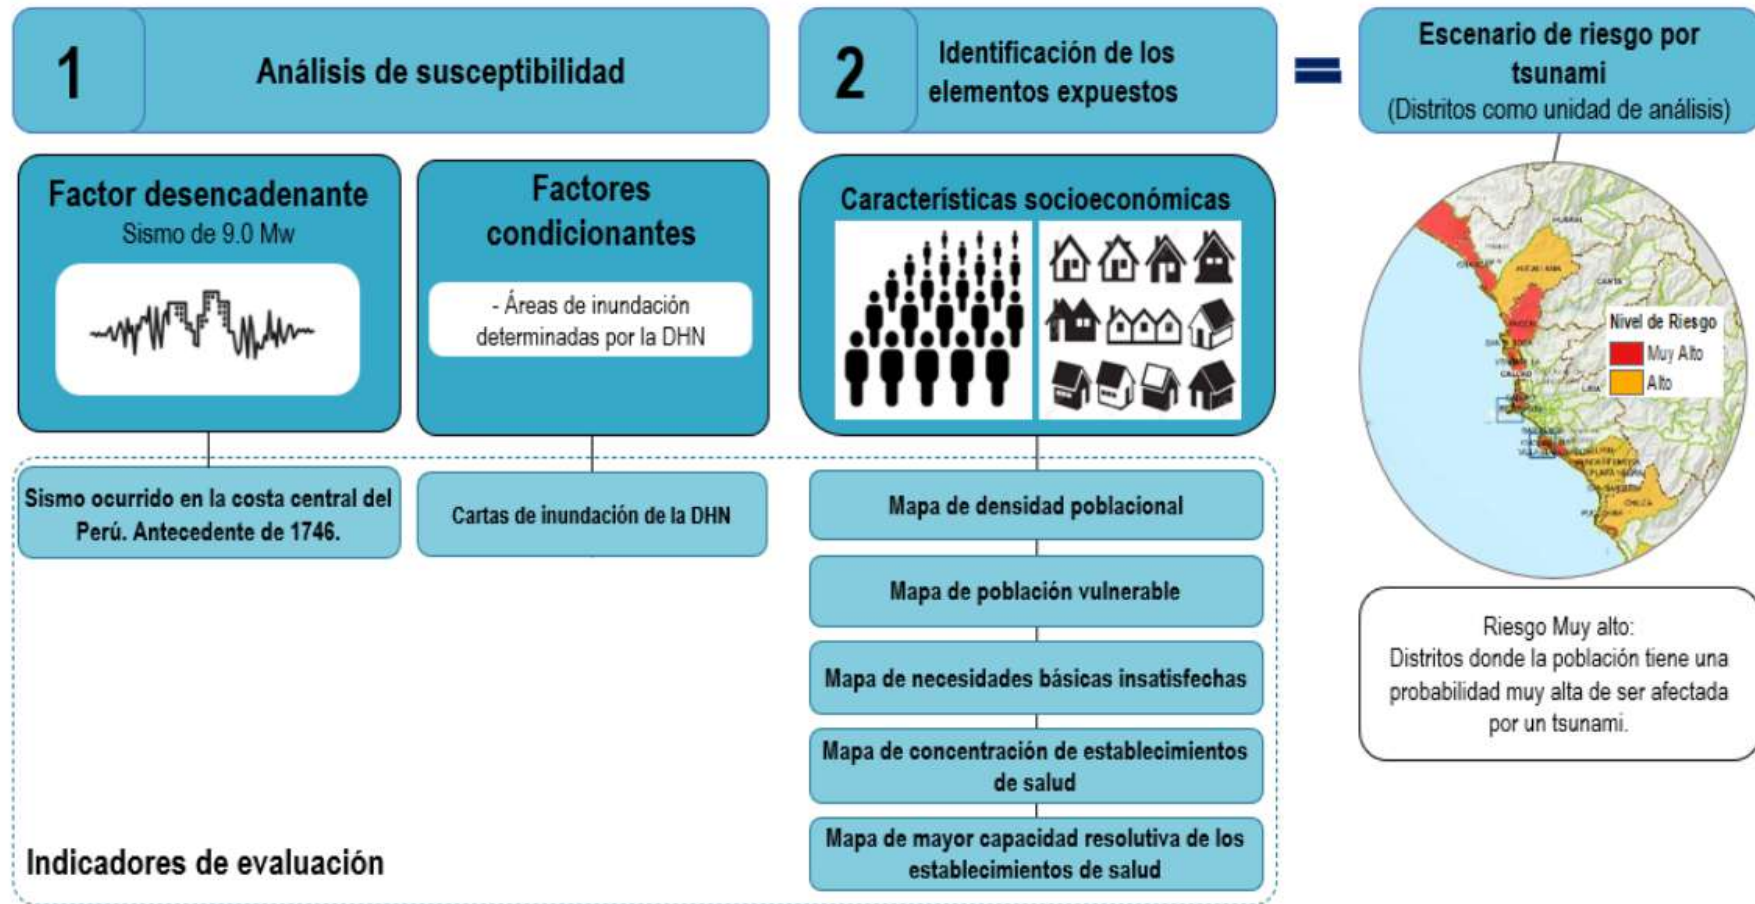 1
Análisis de susceptibilidad
2
Identificación de los
elementos expuestos
=
Escenario de riesgo por
tsunami
(Distritos como unidad de análisis)
Factor desencadenante
Sismo de 9.0 Mw
Factores
condicionantes
- Áreas de inundación
determinadas por la DHN
Características socioeconómicas
Sismo ocurrido en la costa central del
Perú. Antecedente de 1746.
Cartas de inundación de la DHN
Mapa de densidad poblacional
Mapa de población vulnerable
Mapa de necesidades básicas insatisfechas
Mapa de concentración de establecimientos
de salud
Mapa de mayor capacidad resolutiva de los
establecimientos de salud
Indicadores de evaluación
HUARAL
CANTA
CALLAO
LIMA
CHILCA
Nivel de Riesgo
Muy Alto
Alto
Riesgo Muy alto:
Distritos donde la población tiene una
probabilidad muy alta de ser afectada
por un tsunami.